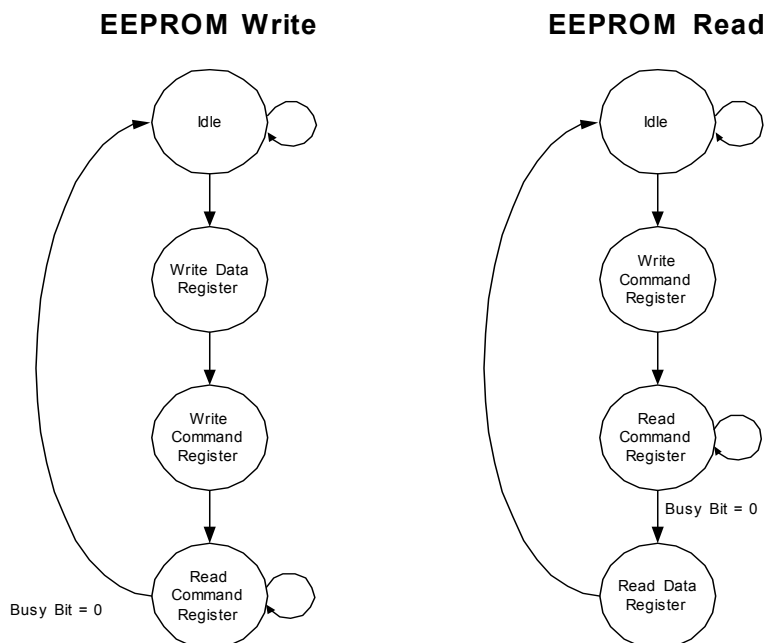 EEPROM Write
Idle
Write Data
Register
Write
Command
Register
Read
Command
Register
Busy Bit = 0
EEPROM Read
Idle
Write
Command
Register
Read
Command
Register
Busy Bit = 0
Read Data
Register